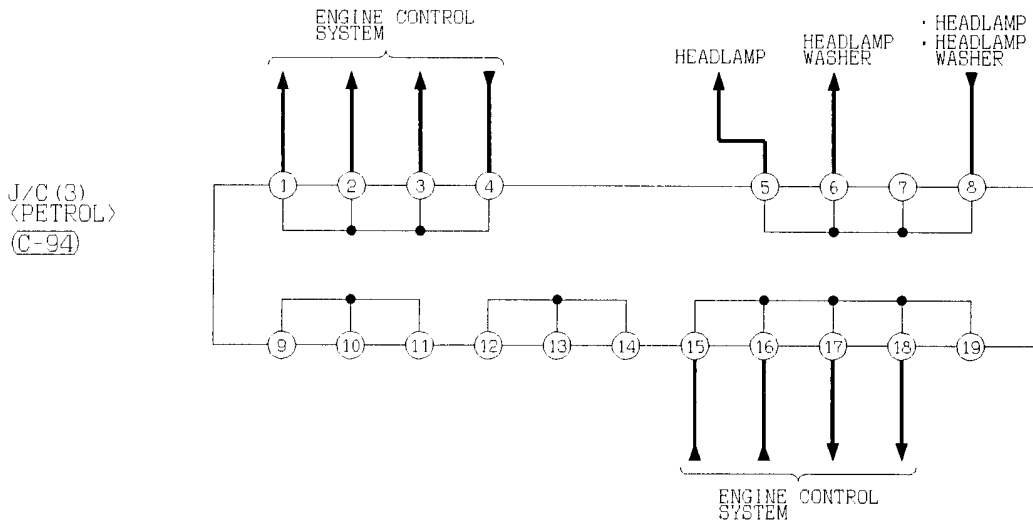 ENGINE CONTROL
SYSTEM
HEADLAMP
HEADLAMP
WASHER
· HEADLAMP
· HEADLAMP
WASHER
J/C(3)
<PETROL>
C-94
1 2 3 4 5 6 7 8
9 10 11 12 13 14 15 16 17 18 19
ENGINE CONTROL
SYSTEM